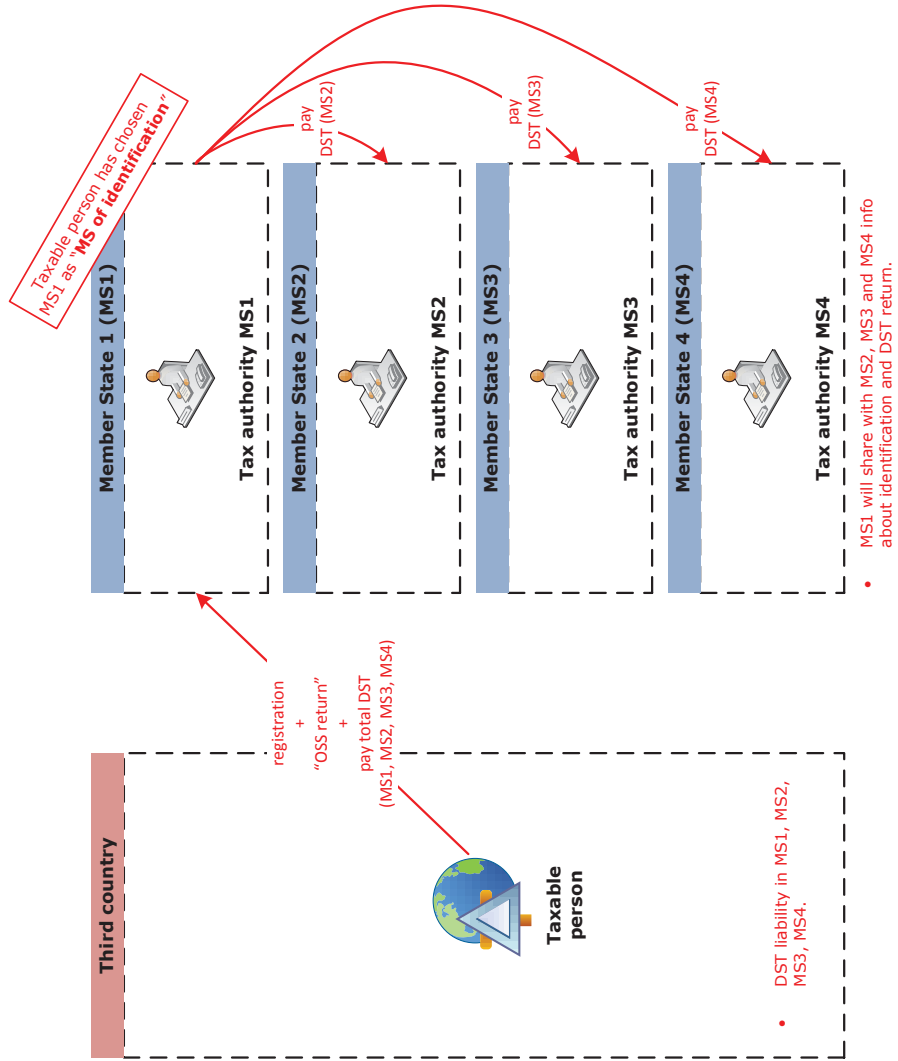 Third country
Taxable
person
• DST liability in MS1, MS2,
MS3, MS4.
registration
+
“OSS return”
+
pay total DST
(MS1, MS2, MS3, MS4)
Taxable person has chosen
MS1 as “MS of identification”
Member State 1 (MS1)
Tax authority MS1
Member State 2 (MS2)
Tax authority MS2
Member State 3 (MS3)
Tax authority MS3
Member State 4 (MS4)
Tax authority MS4
pay
DST (MS2)
pay
DST (MS3)
pay
DST (MS4)
• MS1 will share with MS2, MS3 and MS4 info
about identification and DST return.